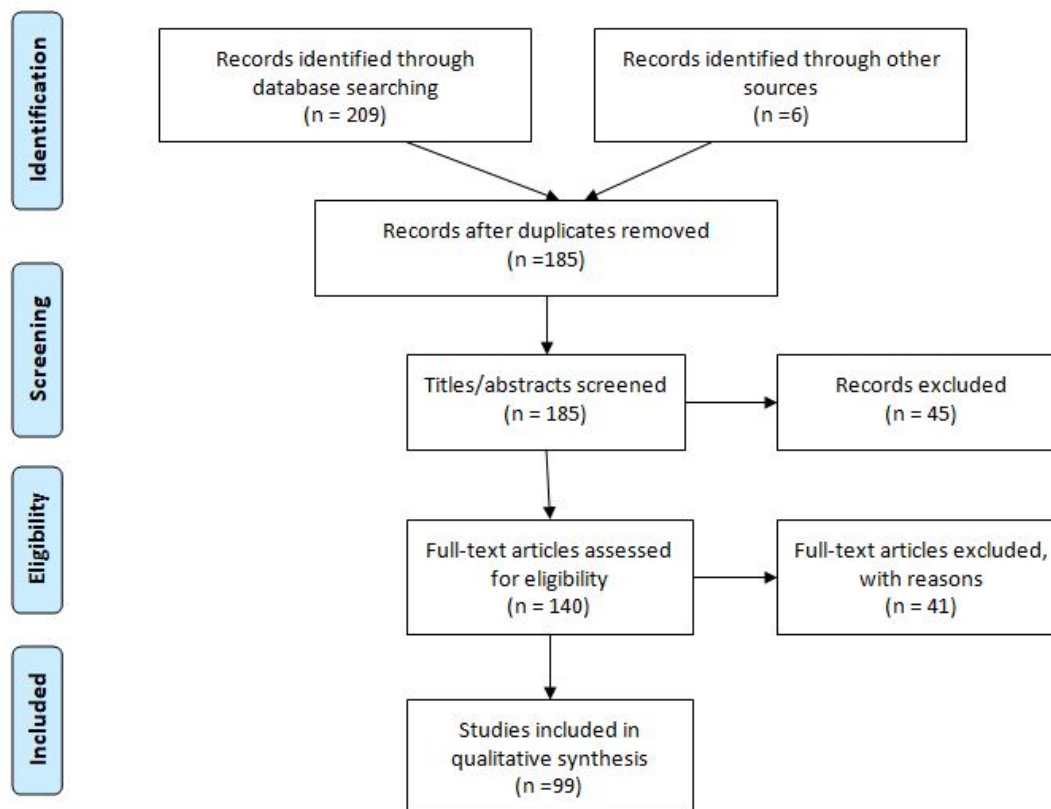 Identification
Records identified through
database searching
(n = 209)
Records identified through other
sources
(n =6)
Records after duplicates removed
(n =185)
Screening
Titles/abstracts screened
(n = 185)
Records excluded
(n = 45)
Eligibility
Full-text articles assessed
for eligibility
(n = 140)
Full-text articles excluded,
with reasons
(n = 41)
Included
Studies included in
qualitative synthesis
(n =99)